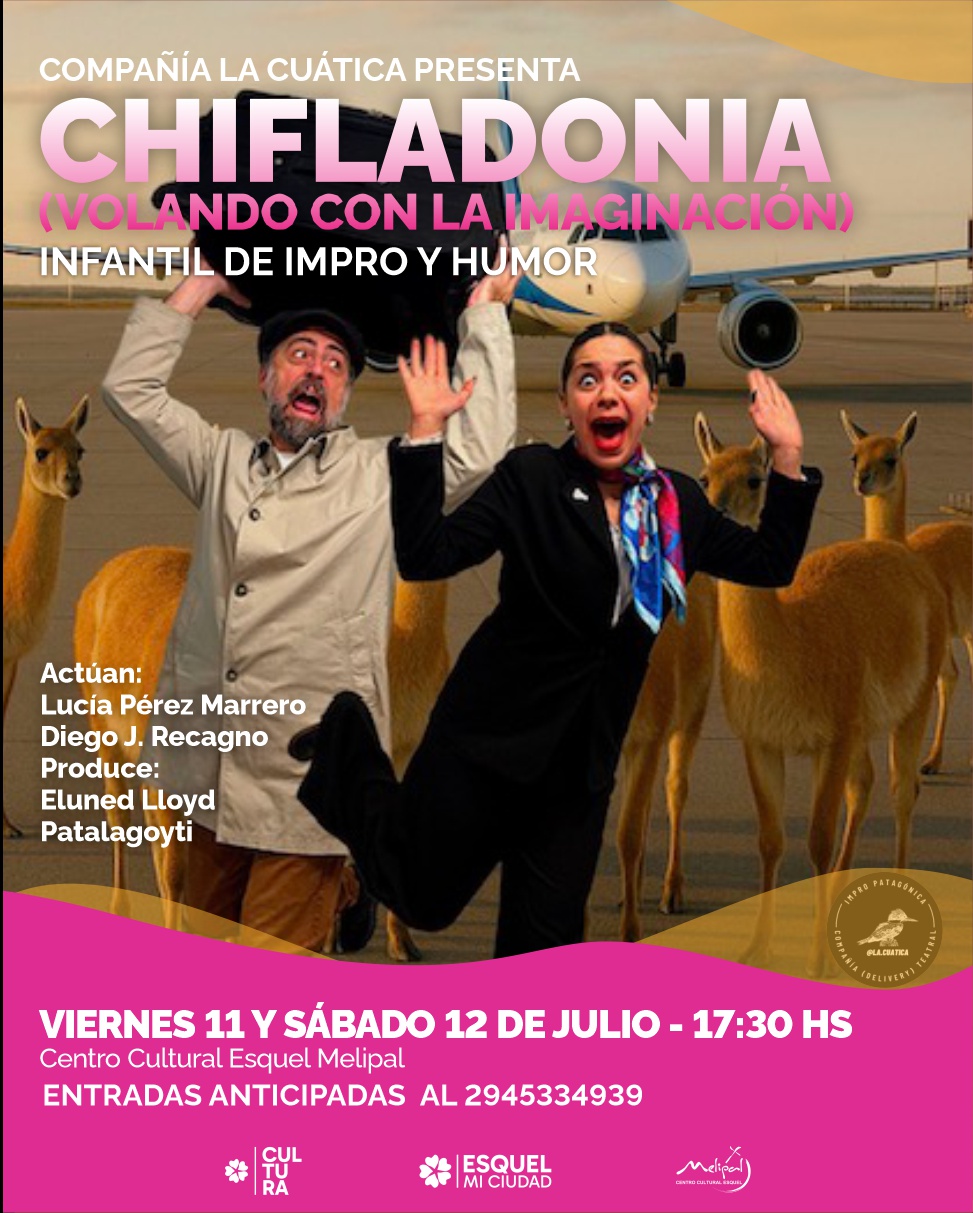 COMPAÑÍA LA CUÁTICA PRESENTA
CHIFLADONIA
(VOLANDO CON LA IMAGINACIÓN)
INFANTIL DE IMPRO Y HUMOR
Actúan:
Lucía Pérez Marrero
Diego J. Recagno
Produce:
Eluned Lloyd
Patalagoyti
IMPRO PATAGÓNICA
@LA.CUATICA
COMPAÑÍA (DELIVERY) TEATRAL
VIERNES 11 Y SÁBADO 12 DE JULIO - 17:30 HS
Centro Cultural Esquel Melipal
ENTRADAS ANTICIPADAS AL 2945334939
CUL
TU
RA
ESQUEL
MI CIUDAD
Melipal
CENTRO CULTURAL ESQUEL